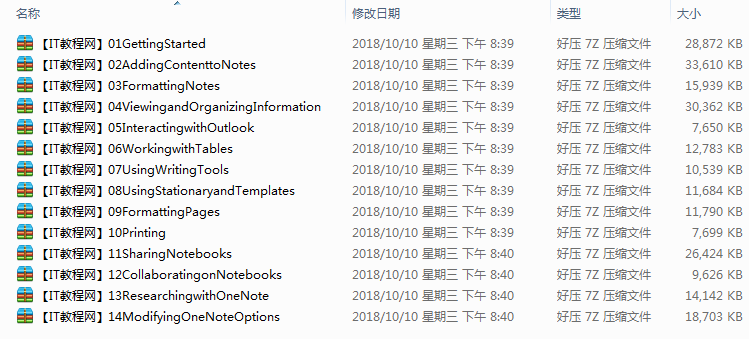 名称 修改日期 类型 大小
【IT教程网】01GettingStarted 2018/10/10 星期三 下午 8:39 好压 7Z 压缩文件 28,872 KB
【IT教程网】02AddingContenttoNotes 2018/10/10 星期三 下午 8:39 好压 7Z 压缩文件 33,610 KB
【IT教程网】03FormattingNotes 2018/10/10 星期三 下午 8:39 好压 7Z 压缩文件 15,939 KB
【IT教程网】04ViewingandOrganizingInformation 2018/10/10 星期三 下午 8:39 好压 7Z 压缩文件 30,362 KB
【IT教程网】05InteractingwithOutlook 2018/10/10 星期三 下午 8:39 好压 7Z 压缩文件 7,650 KB
【IT教程网】06WorkingwithTables 2018/10/10 星期三 下午 8:39 好压 7Z 压缩文件 12,783 KB
【IT教程网】07UsingWritingTools 2018/10/10 星期三 下午 8:39 好压 7Z 压缩文件 10,539 KB
【IT教程网】08UsingStationaryandTemplates 2018/10/10 星期三 下午 8:39 好压 7Z 压缩文件 11,684 KB
【IT教程网】09FormattingPages 2018/10/10 星期三 下午 8:39 好压 7Z 压缩文件 11,790 KB
【IT教程网】10Printing 2018/10/10 星期三 下午 8:39 好压 7Z 压缩文件 7,699 KB
【IT教程网】11SharingNotebooks 2018/10/10 星期三 下午 8:40 好压 7Z 压缩文件 26,424 KB
【IT教程网】12CollaboratingonNotebooks 2018/10/10 星期三 下午 8:40 好压 7Z 压缩文件 9,626 KB
【IT教程网】13ResearchingwithOneNote 2018/10/10 星期三 下午 8:40 好压 7Z 压缩文件 14,142 KB
【IT教程网】14ModifyingOneNoteOptions 2018/10/10 星期三 下午 8:40 好压 7Z 压缩文件 18,703 KB